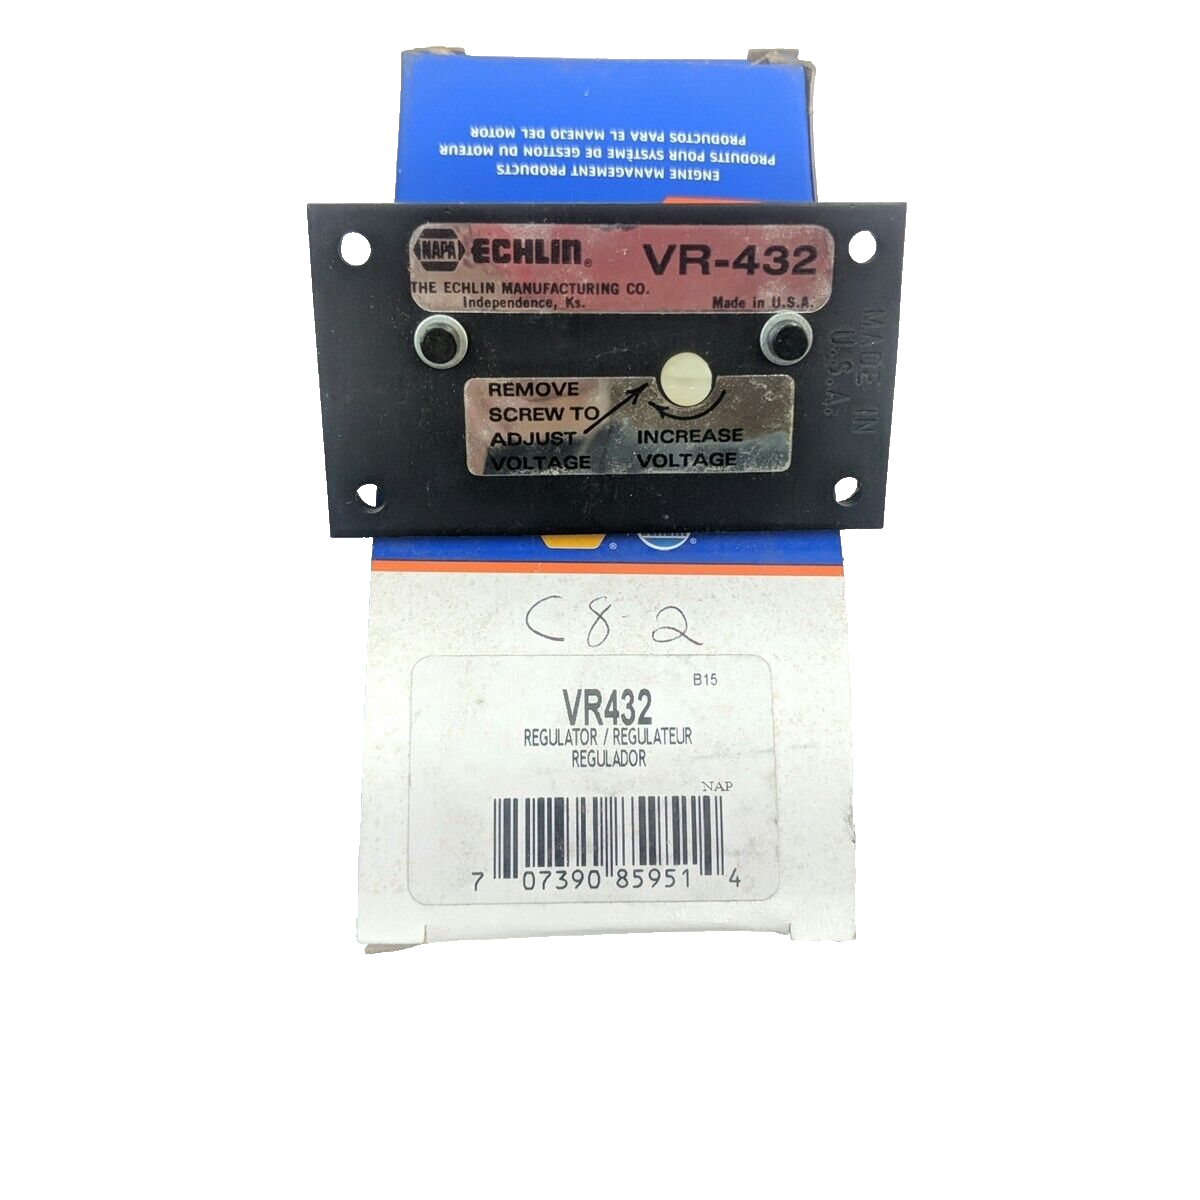 ENGINE MANAGEMENT PRODUCTS
PRODUITS POUR SYSTÈME DE GESTION DU MOTEUR
PRODUCTOS PARA EL MANEJO DEL MOTOR
NAPA ECHLIN® VR-432
THE ECHLIN MANUFACTURING CO.
Independence, Ks. Made in U.S.A.
MADE IN
U.S.A.
REMOVE
SCREW TO
ADJUST
VOLTAGE
INCREASE
VOLTAGE
® ®
C8-2
B15
VR432
REGULATOR / REGULATEUR
REGULADOR
NAP
7 07390 85951 4